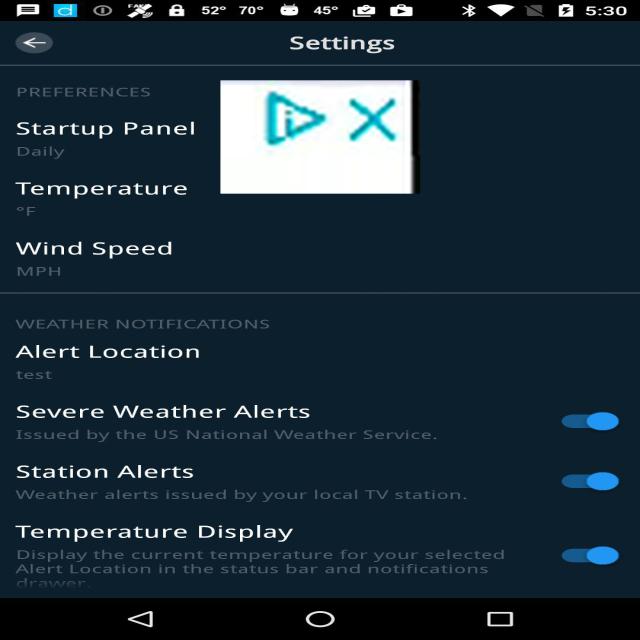 52° 70° 45° 5:30
Settings
PREFERENCES
Startup Panel
Daily
Temperature
°F
Wind Speed
MPH
WEATHER NOTIFICATIONS
Alert Location
test
Severe Weather Alerts
Issued by the US National Weather Service.
Station Alerts
Weather alerts issued by your local TV station.
Temperature Display
Display the current temperature for your selected
Alert Location in the status bar and notifications
drawer.